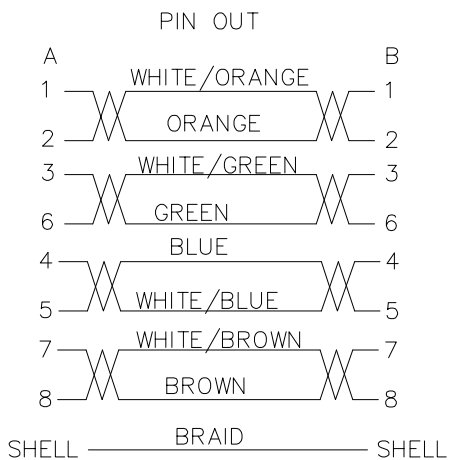 PIN OUT
A B
1 WHITE/ORANGE 1
2 ORANGE 2
3 WHITE/GREEN 3
6 GREEN 6
4 BLUE 4
5 WHITE/BLUE 5
7 WHITE/BROWN 7
8 BROWN 8
SHELL BRAID SHELL